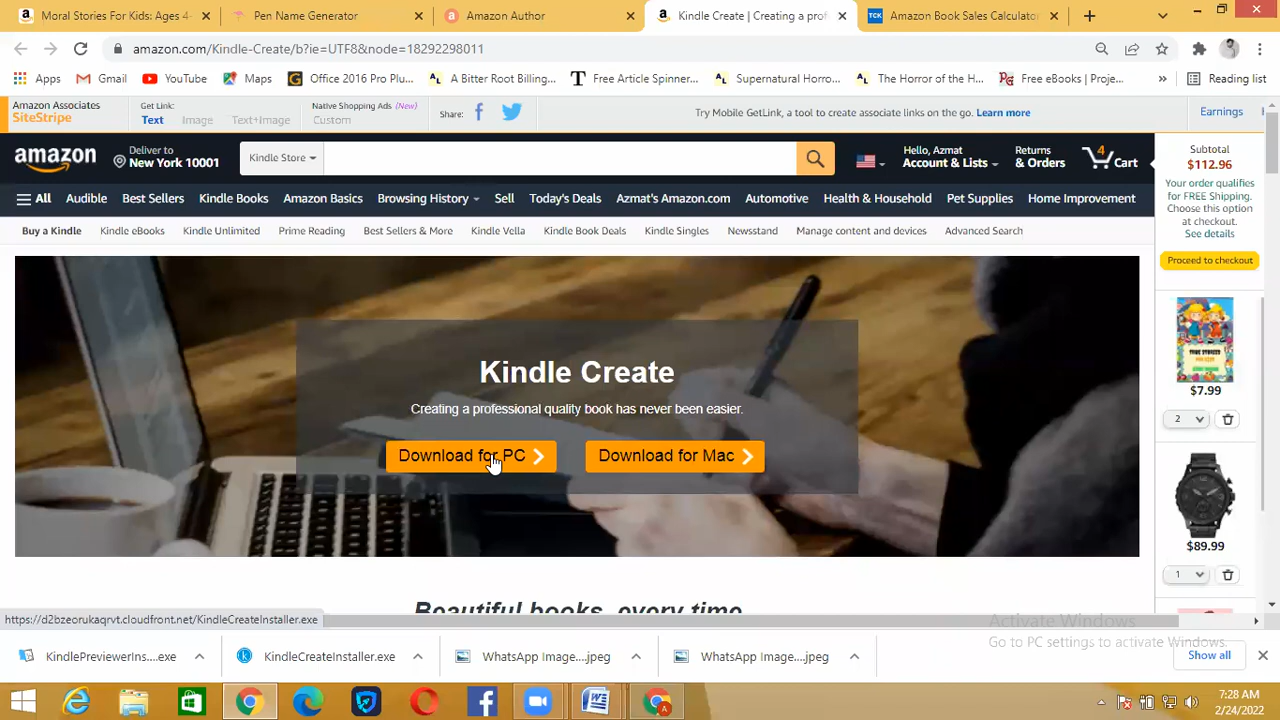 Moral Stories For Kids: Ages 4-
Pen Name Generator
Amazon Author
Kindle Create | Creating a prof
Amazon Book Sales Calculator
amazon.com/Kindle-Create/b?ie=UTF8&node=18292298011
Apps
Gmail
YouTube
Maps
Office 2016 Pro Plu...
A Bitter Root Billing...
Free Article Spinner...
Supernatural Horro...
The Horror of the H...
Free eBooks | Proje...
»
Reading list
Amazon Associates
SiteStripe
Get Link:
Text
Image
Text+Image
Native Shopping Ads (New)
Custom
Share:
Try Mobile GetLink, a tool to create associate links on the go. Learn more
Earnings
amazon
Deliver to
New York 10001
Kindle Store
Hello, Azmat
Account & Lists
Returns
& Orders
4
Cart
Subtotal
$112.96
Your order qualifies
for FREE Shipping.
Choose this option
at checkout.
See details
Proceed to checkout
All
Audible
Best Sellers
Kindle Books
Amazon Basics
Browsing History
Sell
Today's Deals
Azmat's Amazon.com
Automotive
Health & Household
Pet Supplies
Home Improvement
Buy a Kindle
Kindle eBooks
Kindle Unlimited
Prime Reading
Best Sellers & More
Kindle Vella
Kindle Book Deals
Kindle Singles
Newsstand
Manage content and devices
Advanced Search
Kindle Create
Creating a professional quality book has never been easier.
Download for PC
Download for Mac
$7.99
2
$89.99
1
Beautiful books, every time
https://d2bzeorukaqrvt.cloudfront.net/KindleCreateInstaller.exe
Activate Windows
Go to PC settings to activate Windows.
KindlePreviewerIns....exe
KindleCreateInstaller.exe
WhatApp Image....jpeg
WhatsApp Image....jpeg
Show all
7:28 AM
2/24/2022